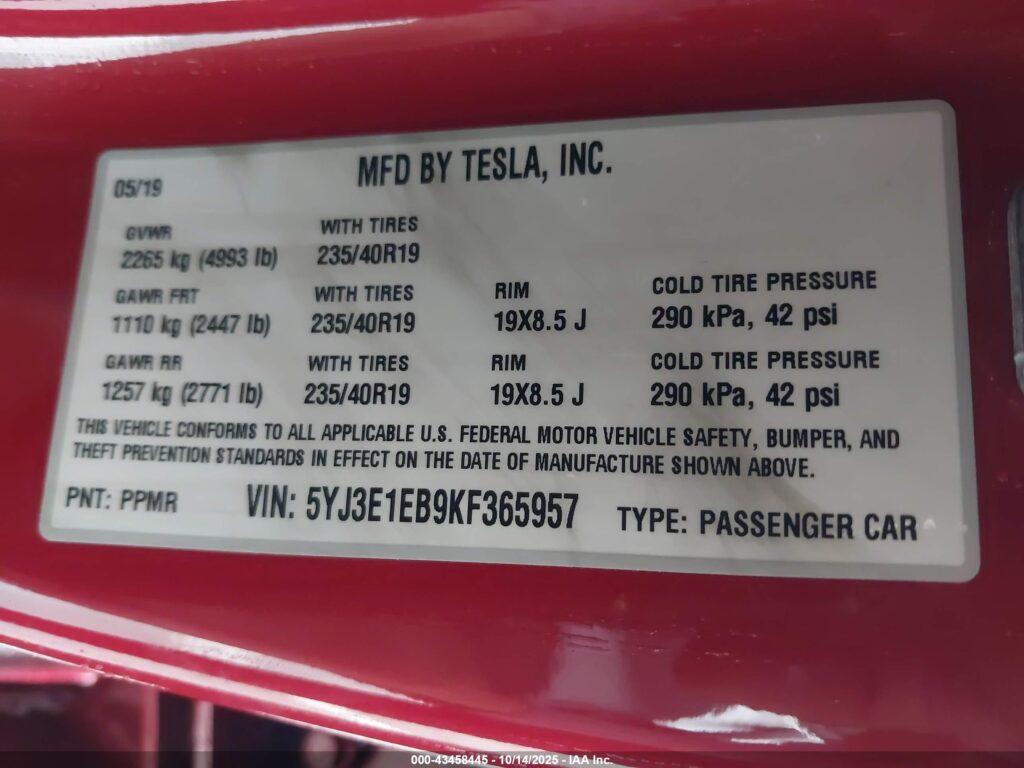 MFD BY TESLA, INC.
05/19
GVWR WITH TIRES
2265 kg (4993 lb) 235/40R19
GAWR FRT WITH TIRES RIM COLD TIRE PRESSURE
1110 kg (2447 lb) 235/40R19 19X8.5 J 290 kPa, 42 psi
GAWR RR WITH TIRES RIM COLD TIRE PRESSURE
1257 kg (2771 lb) 235/40R19 19X8.5 J 290 kPa, 42 psi
THIS VEHICLE CONFORMS TO ALL APPLICABLE U.S. FEDERAL MOTOR VEHICLE SAFETY, BUMPER, AND
THEFT PREVENTION STANDARDS IN EFFECT ON THE DATE OF MANUFACTURE SHOWN ABOVE.
PNT: PPMR VIN: 5YJ3E1EB9KF365957 TYPE: PASSENGER CAR
000-43458445 - 10/14/2025 - IAA Inc.